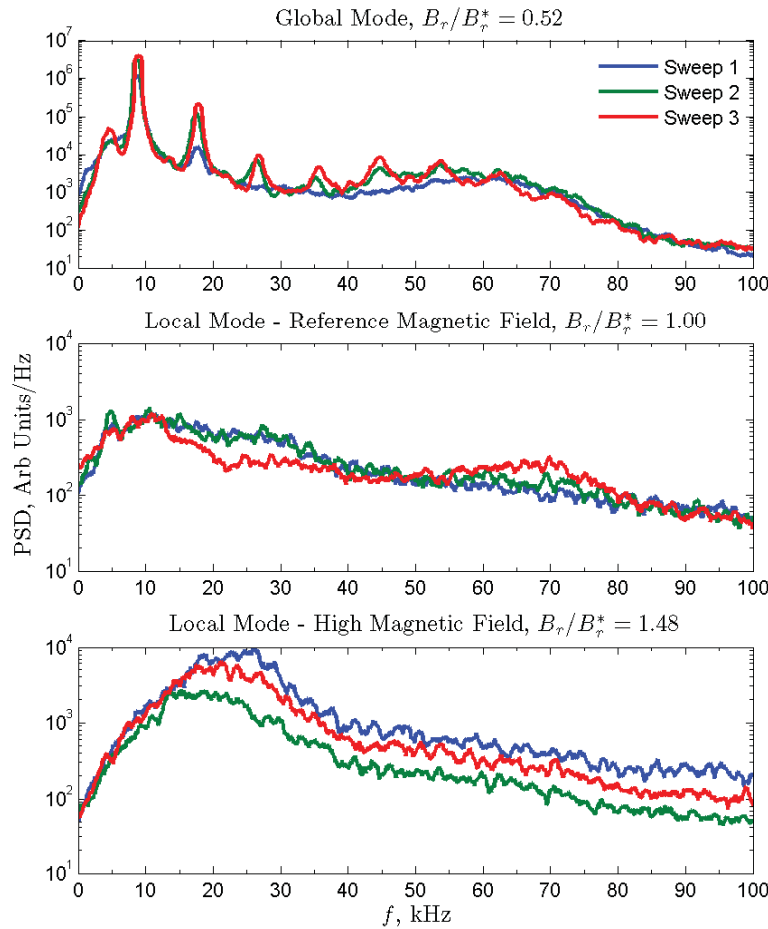 Global Mode, B_r/B_r^* = 0.52
10^7
10^6
10^5
10^4
10^3
10^2
10^1
Sweep 1
Sweep 2
Sweep 3
0 10 20 30 40 50 60 70 80 90 100
Local Mode - Reference Magnetic Field, B_r/B_r^* = 1.00
PSD, Arb Units/Hz
10^4
10^3
10^2
10^1
0 10 20 30 40 50 60 70 80 90 100
Local Mode - High Magnetic Field, B_r/B_r^* = 1.48
10^4
10^3
10^2
10^1
0 10 20 30 40 50 60 70 80 90 100
f, kHz